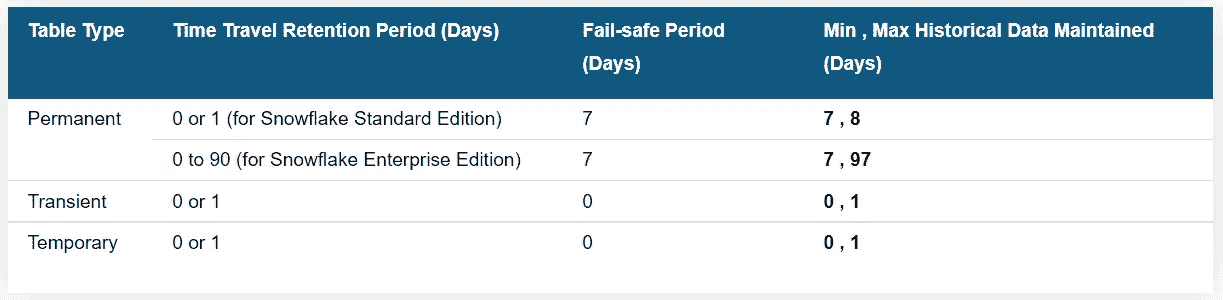 Table Type Time Travel Retention Period (Days) Fail-safe Period Min , Max Historical Data Maintained
(Days) (Days)
Permanent 0 or 1 (for Snowflake Standard Edition) 7 7 , 8
0 to 90 (for Snowflake Enterprise Edition) 7 7 , 97
Transient 0 or 1 0 0 , 1
Temporary 0 or 1 0 0 , 1